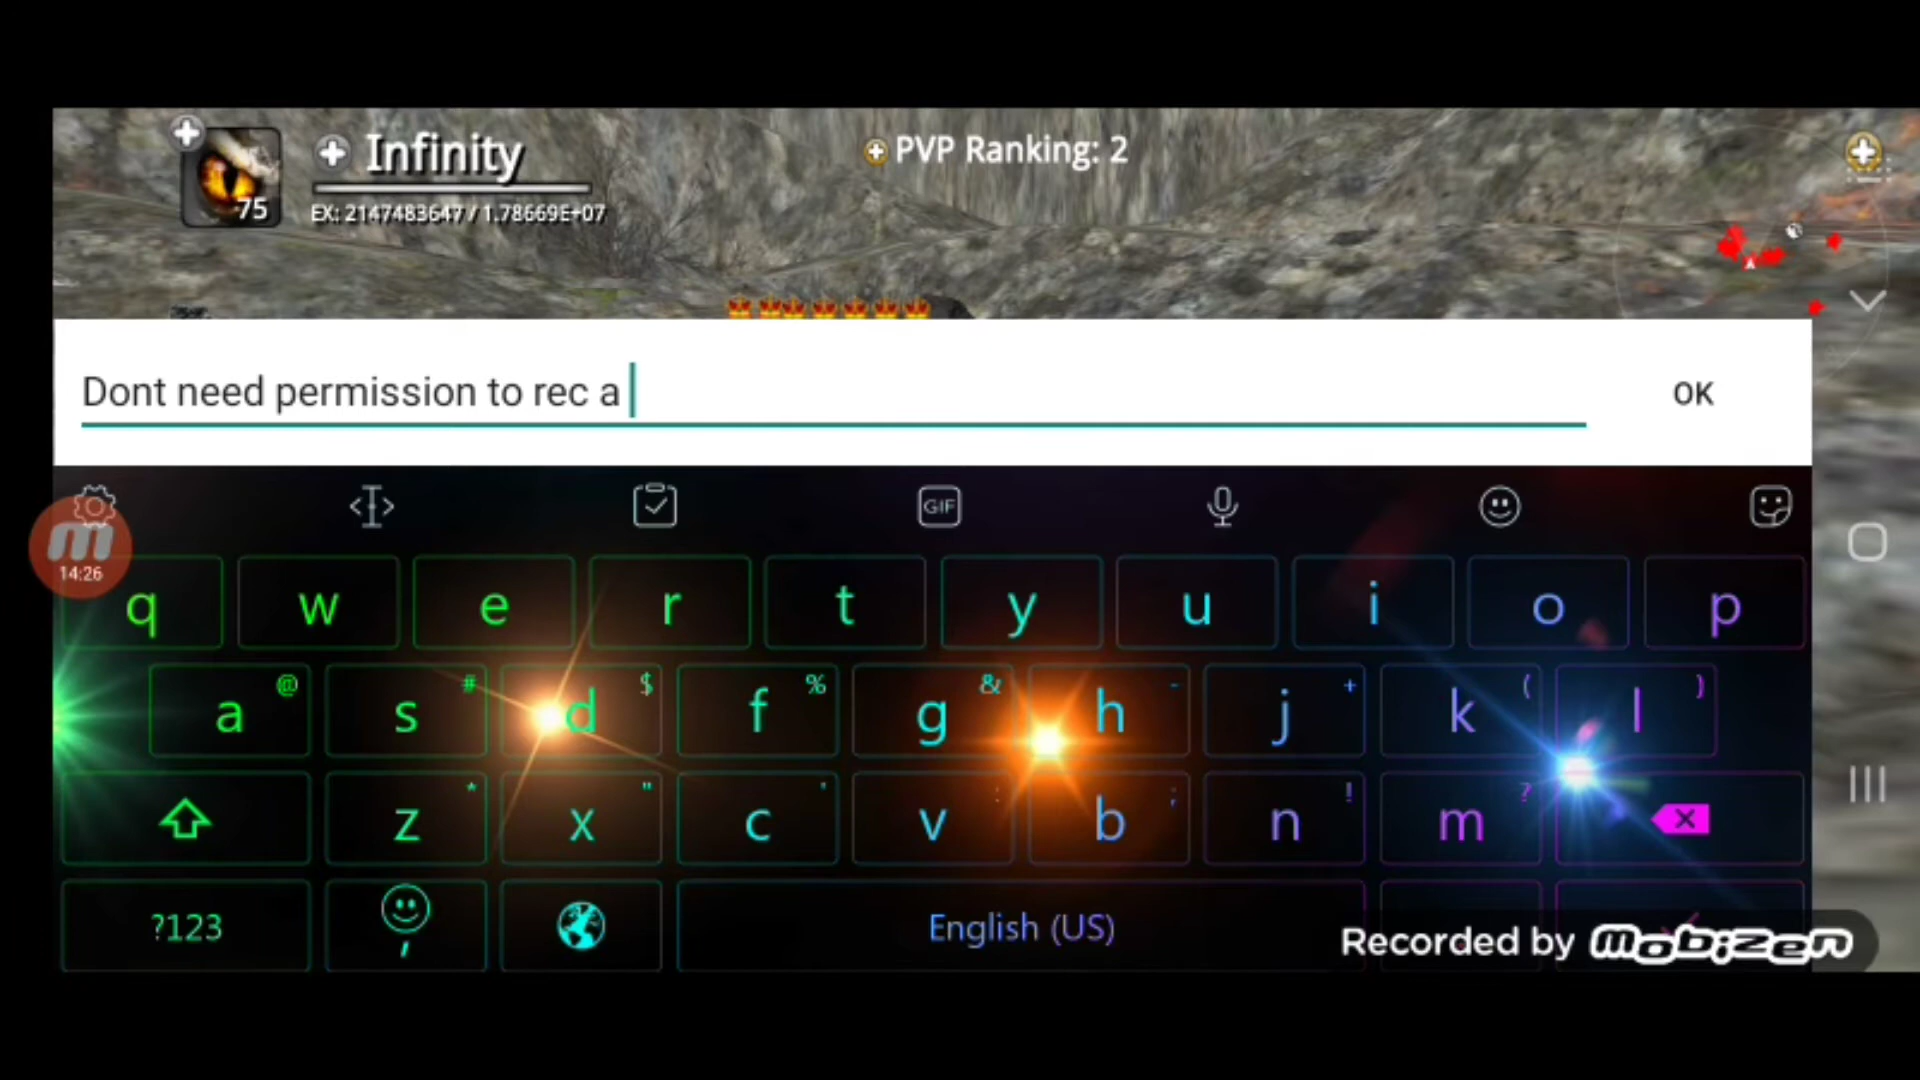 Infinity
PVP Ranking: 2
75
EX: 2147483647 / 1.78669E+07
Dont need permission to rec a
OK
GIF
14:26
q w e r t y u i o p
@ # $ % & - + ( )
a s d f g h j k l
* " ' : ; ! ?
z x c v b n m
?123
,
English (US)
Recorded by Mobizen